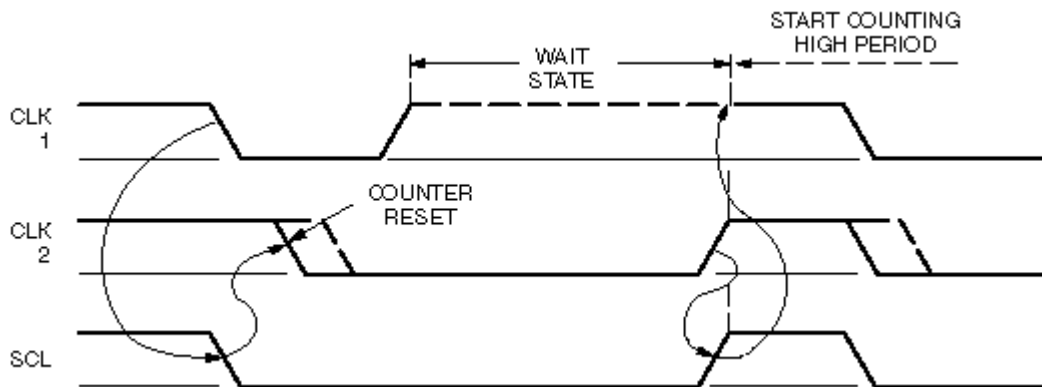 START COUNTING
HIGH PERIOD
WAIT
STATE
CLK
1
COUNTER
RESET
CLK
2
SCL